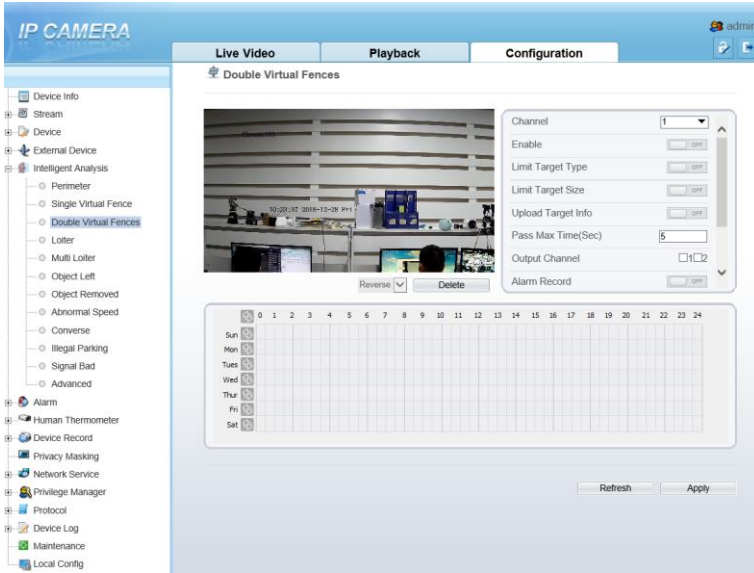 IP CAMERA
admin
Live Video
Playback
Configuration
Double Virtual Fences
Device Info
Stream
Device
External Device
Intelligent Analysis
Perimeter
Single Virtual Fence
Double Virtual Fences
Loiter
Multi Loiter
Object Left
Object Removed
Abnormal Speed
Converse
Illegal Parking
Signal Bad
Advanced
Alarm
Human Thermometer
Device Record
Privacy Masking
Network Service
Privilege Manager
Protocol
Device Log
Maintenance
Local Config
Reverse
Delete
Channel 1
Enable OFF
Limit Target Type OFF
Limit Target Size OFF
Upload Target Info OFF
Pass Max Time(Sec) 5
Output Channel 1 2
Alarm Record OFF
0 1 2 3 4 5 6 7 8 9 10 11 12 13 14 15 16 17 18 19 20 21 22 23 24
Sun
Mon
Tues
Wed
Thur
Fri
Sat
Refresh
Apply